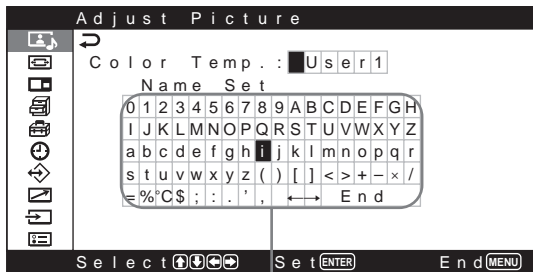 Adjust Picture
Color Temp.: User1
Name Set
0 1 2 3 4 5 6 7 8 9 A B C D E F G H
I J K L M N O P Q R S T U V W X Y Z
a b c d e f g h i j k l m n o p q r
s t u v w x y z ( ) [ ] < > + – × /
= % °C $ ; : . ’ , ←→ End
Select ↑ ↓ ← → Set ENTER End MENU